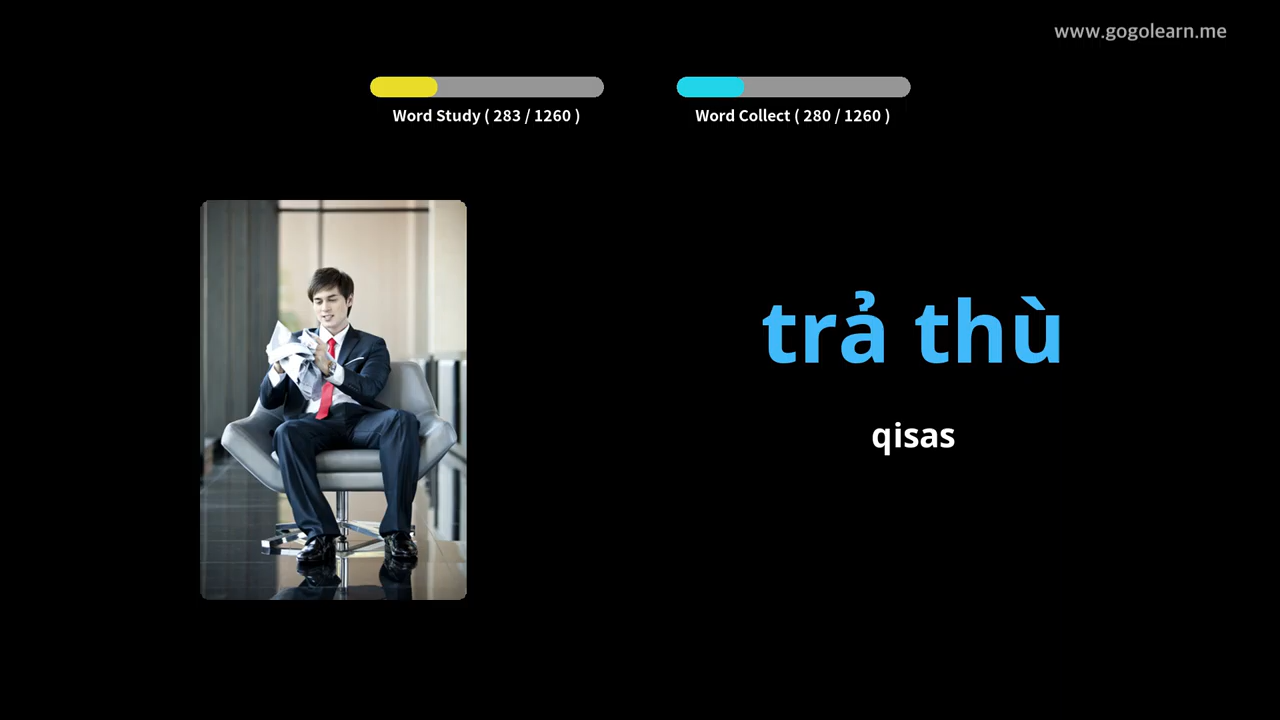 www.gogolearn.me
Word Study ( 283 / 1260 )
Word Collect ( 280 / 1260 )
trả thù
qisas